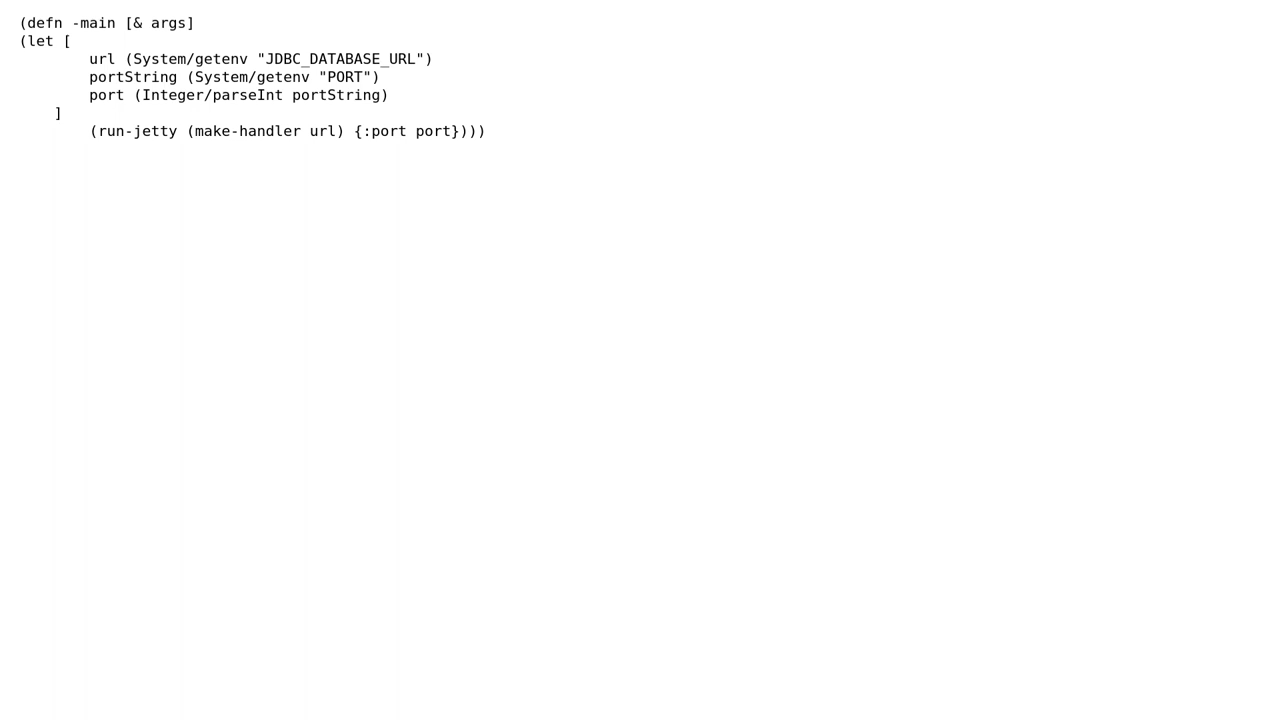 (defn -main [& args]
(let [
        url (System/getenv "JDBC_DATABASE_URL")
        portString (System/getenv "PORT")
        port (Integer/parseInt portString)
    ]
        (run-jetty (make-handler url) {:port port})))